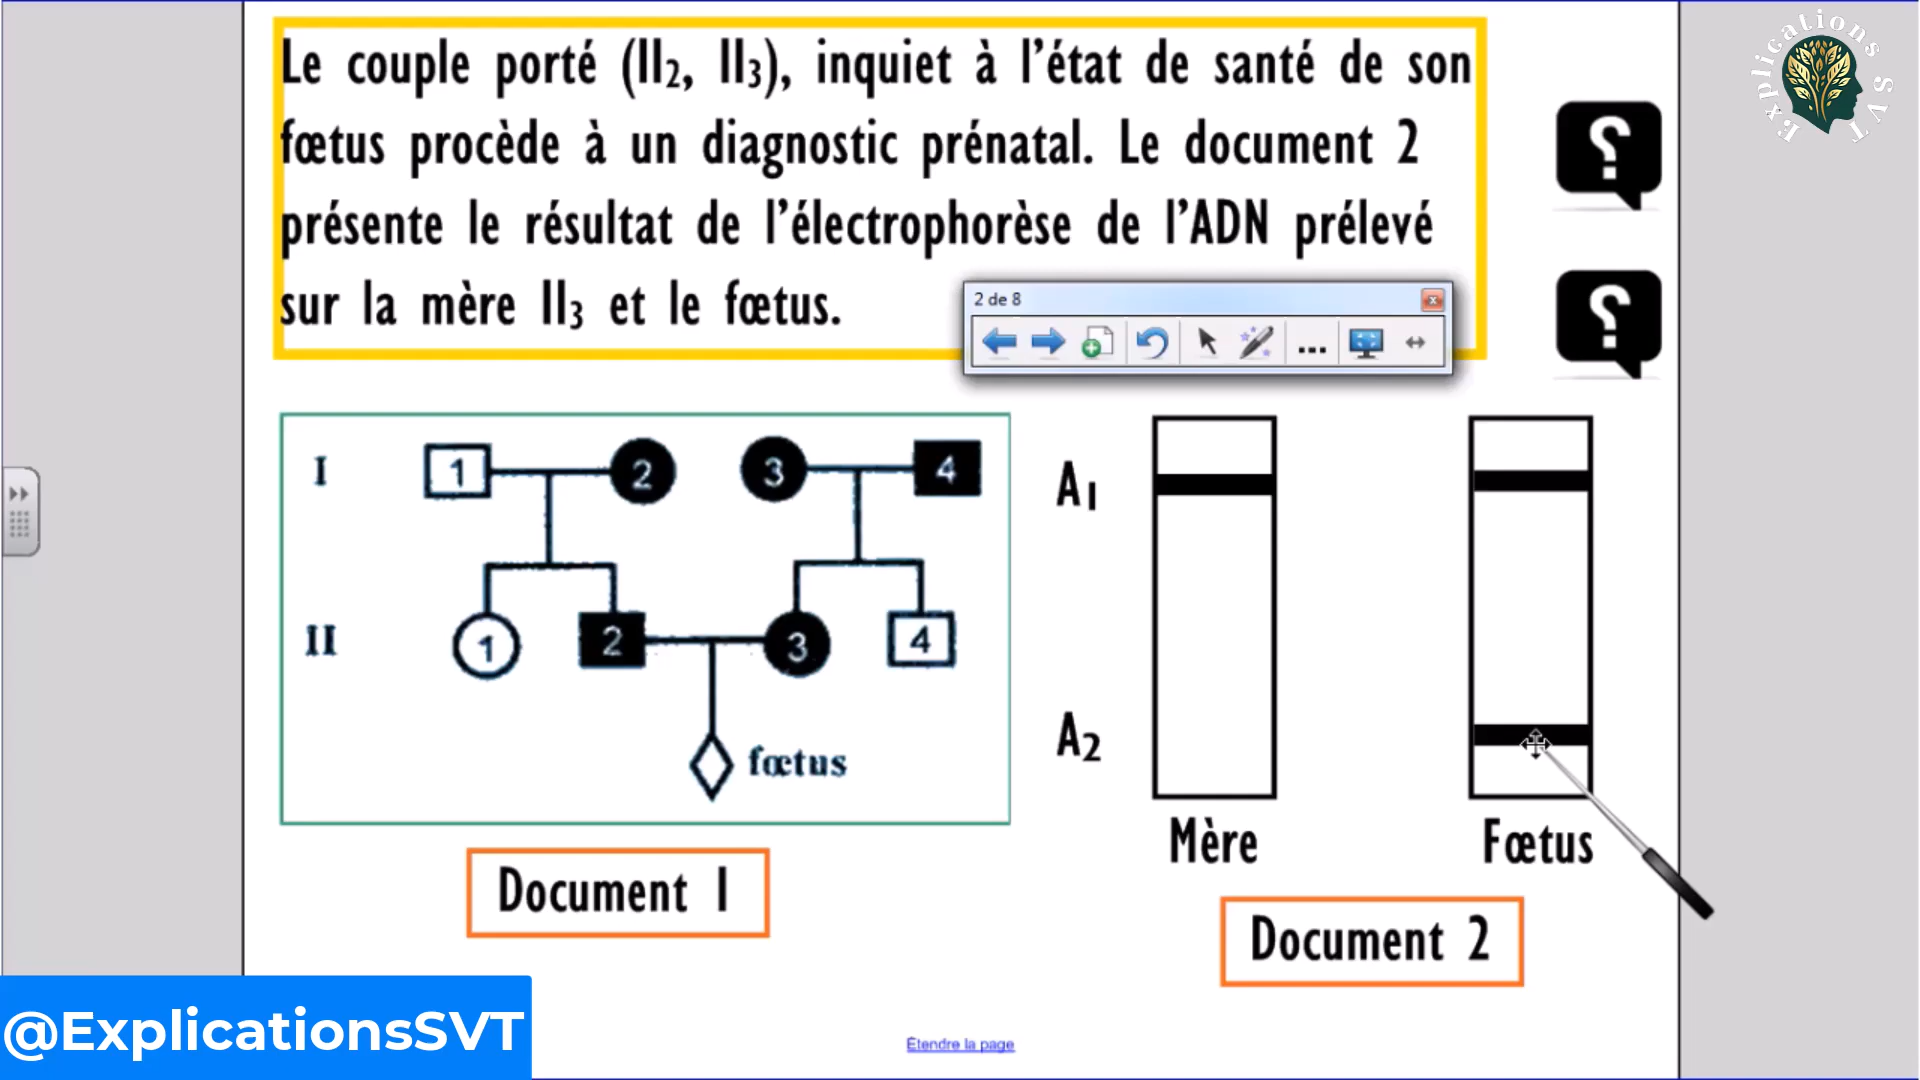 Le couple porté (II₂, II₃), inquiet à l'état de santé de son
fœtus procède à un diagnostic prénatal. Le document 2
présente le résultat de l'électrophorèse de l'ADN prélevé
sur la mère II₃ et le fœtus.
Explications SVT
?
?
2 de 8
...
I
1
2
3
4
II
1
2
3
4
fœtus
A₁
A₂
Mère
Fœtus
Document 1
Document 2
@ExplicationsSVT
Étendre la page